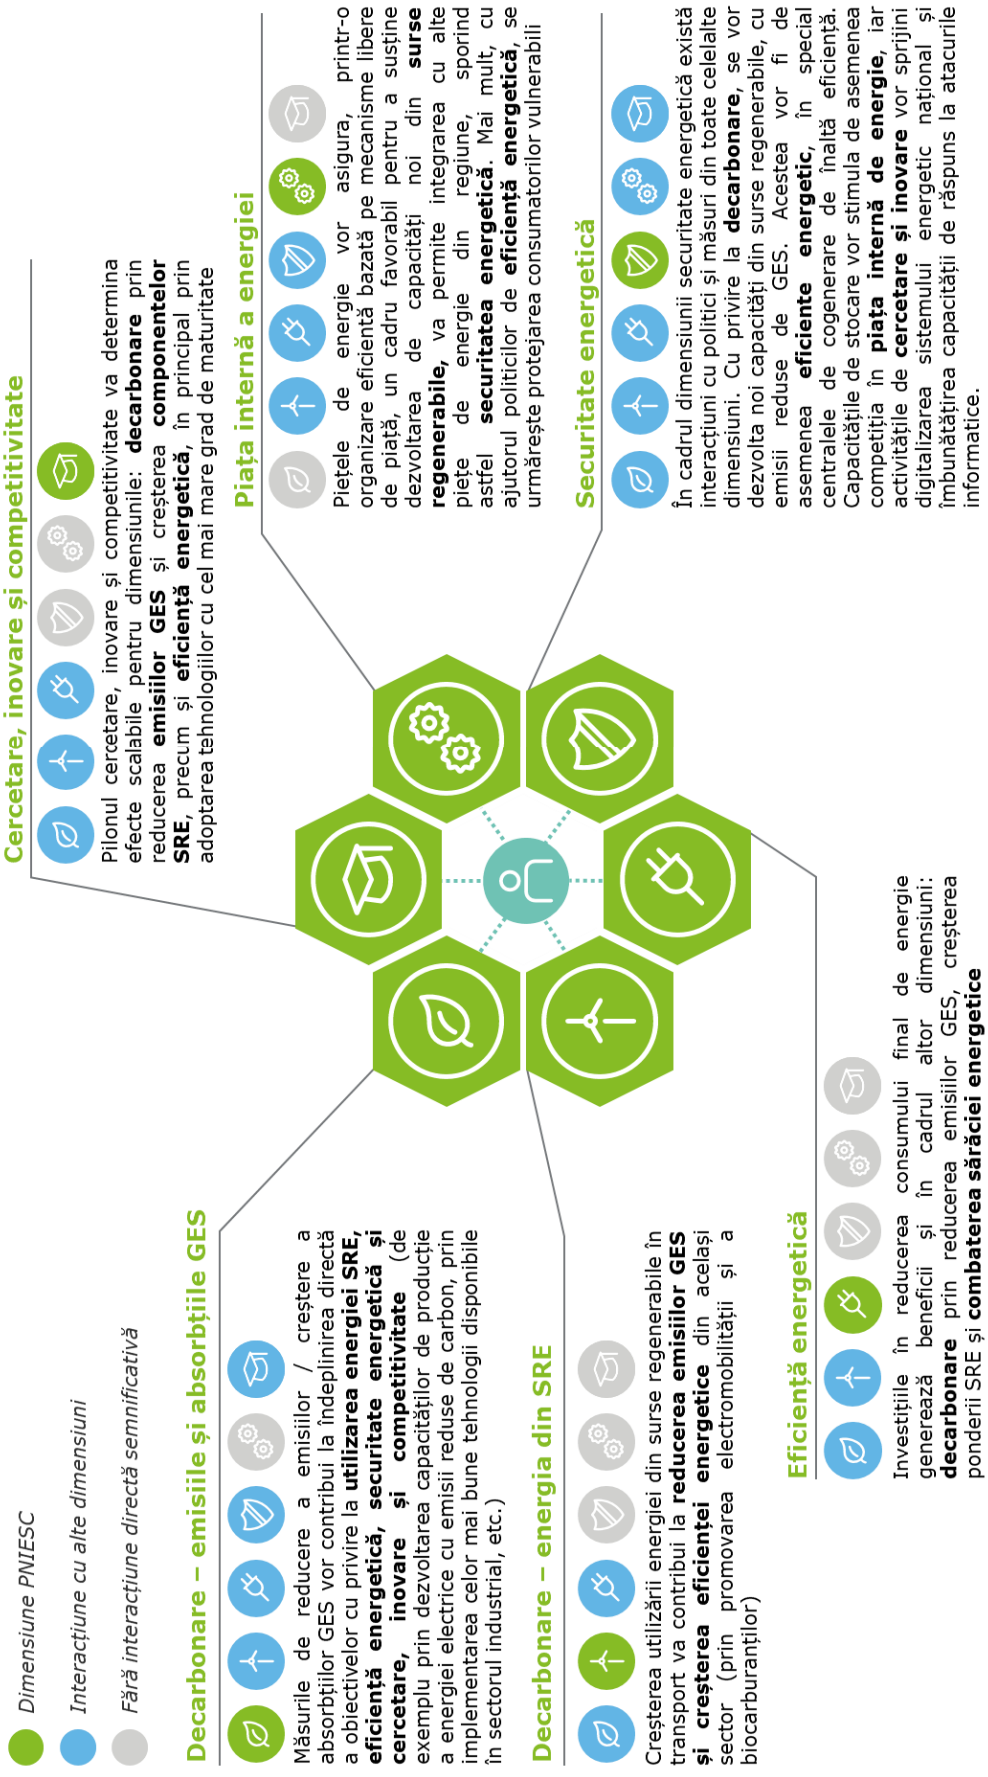 Dimensiune PNIESC
Interacțiune cu alte dimensiuni
Fără interacțiune directă semnificativă
Decarbonare – emisiile și absorbțiile GES
Măsurile de reducere a emisiilor / creștere a
absorbțiilor GES vor contribui la îndeplinirea directă
a obiectivelor cu privire la utilizarea energiei SRE,
eficiență energetică, securitate energetică și
cercetare, inovare și competitivitate (de
exemplu prin dezvoltarea capacităților de producție
a energiei electrice cu emisii reduse de carbon, prin
implementarea celor mai bune tehnologii disponibile
în sectorul industrial, etc.)
Decarbonare – energia din SRE
Creșterea utilizării energiei din surse regenerabile în
transport va contribui la reducerea emisiilor GES
și creșterea eficienței energetice din același
sector (prin promovarea electromobilității și a
biocarburanților)
Eficiență energetică
Investițiile în reducerea consumului final de energie
generează beneficii și în cadrul altor dimensiuni:
decarbonare prin reducerea emisiilor GES, creșterea
ponderii SRE și combaterea sărăciei energetice
Cercetare, inovare și competitivitate
Pilonul cercetare, inovare și competitivitate va determina
efecte scalabile pentru dimensiunile: decarbonare prin
reducerea emisiilor GES și creșterea componentelor
SRE, precum și eficiență energetică, în principal prin
adoptarea tehnologiilor cu cel mai mare grad de maturitate
Piața internă a energiei
Piețele de energie vor asigura, printr-o
organizare eficientă bazată pe mecanisme libere
de piață, un cadru favorabil pentru a susține
dezvoltarea de capacități noi din surse
regenerabile, va permite integrarea cu alte
piețe de energie din regiune, sporind
astfel securitatea energetică. Mai mult, cu
ajutorul politicilor de eficiență energetică, se
urmărește protejarea consumatorilor vulnerabili
Securitate energetică
În cadrul dimensiunii securitate energetică există
interacțiuni cu politici și măsuri din toate celelalte
dimensiuni. Cu privire la decarbonare, se vor
dezvolta noi capacități din surse regenerabile, cu
emisii reduse de GES. Acestea vor fi de
asemenea eficiente energetic, în special
centralele de cogenerare de înaltă eficiență.
Capacitățile de stocare vor stimula de asemenea
competiția în piața internă de energie, iar
activitățile de cercetare și inovare vor sprijini
digitalizarea sistemului energetic național și
îmbunătățirea capacității de răspuns la atacurile
informatice.